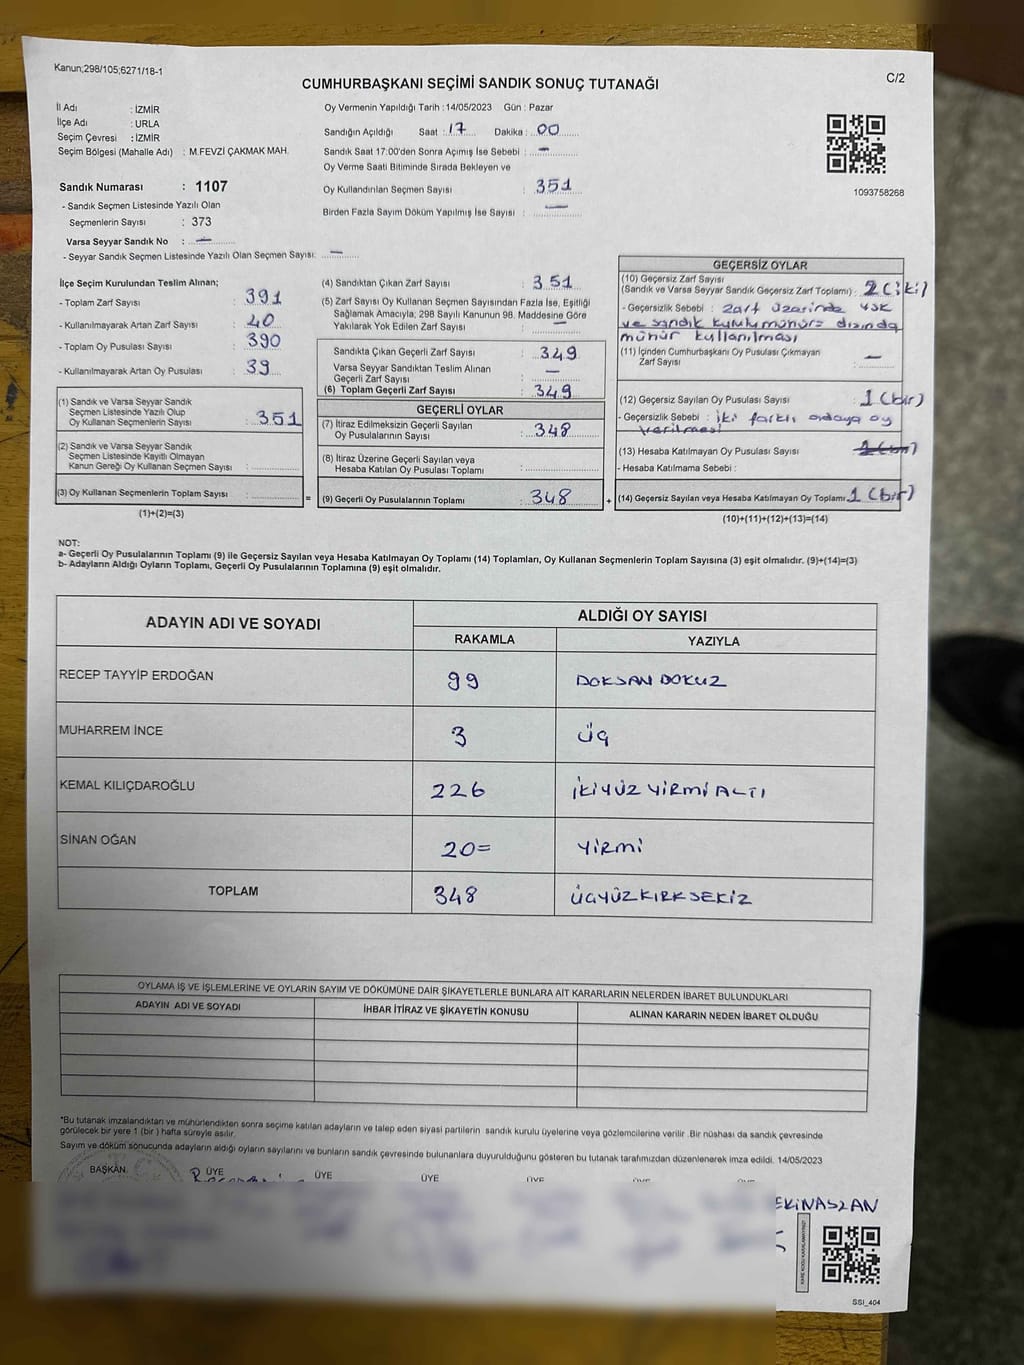 Kanun;298/105;6271/18-1
CUMHURBAŞKANI SEÇİMİ SANDIK SONUÇ TUTANAĞI
C/2
İl Adı : İZMİR
İlçe Adı : URLA
Seçim Çevresi : İZMİR
Seçim Bölgesi (Mahalle Adı) : M.FEVZİ ÇAKMAK MAH.
Sandık Numarası : 1107
- Sandık Seçmen Listesinde Yazılı Olan
Seçmenlerin Sayısı : 373
Varsa Seyyar Sandık No : —
- Seyyar Sandık Seçmen Listesinde Yazılı Olan Seçmen Sayısı: —
Oy Vermenin Yapıldığı Tarih : 14/05/2023 Gün : Pazar
Sandığın Açıldığı Saat : 17 Dakika : 00
Sandık Saat 17:00'den Sonra Açımış İse Sebebi : —
Oy Verme Saati Bitiminde Sırada Bekleyen ve
Oy Kullandırılan Seçmen Sayısı : 351
Birden Fazla Sayım Döküm Yapılmış İse Sayısı : —
1093758268
İlçe Seçim Kurulundan Teslim Alınan;
- Toplam Zarf Sayısı : 391
- Kullanılmayarak Artan Zarf Sayısı : 40
- Toplam Oy Pusulası Sayısı : 390
- Kullanılmayarak Artan Oy Pusulası : 39
(1) Sandık ve Varsa Seyyar Sandık
Seçmen Listesinde Yazılı Olup
Oy Kullanan Seçmenlerin Sayısı : 351
(2) Sandık ve Varsa Seyyar Sandık
Seçmen Listesinde Kayıtlı Olmayan
Kanun Gereği Oy Kullanan Seçmen Sayısı :
(3) Oy Kullanan Seçmenlerin Toplam Sayısı :
(1)+(2)=(3)
=
(4) Sandıktan Çıkan Zarf Sayısı : 351
(5) Zarf Sayısı Oy Kullanan Seçmen Sayısından Fazla İse, Eşitliği
Sağlamak Amacıyla, 298 Sayılı Kanunun 98. Maddesine Göre
Yakılarak Yok Edilen Zarf Sayısı : —
Sandıkta Çıkan Geçerli Zarf Sayısı : 349
Varsa Seyyar Sandıktan Teslim Alınan
Geçerli Zarf Sayısı : —
(6) Toplam Geçerli Zarf Sayısı : 349
GEÇERLİ OYLAR
(7) İtiraz Edilmeksizin Geçerli Sayılan
Oy Pusulalarının Sayısı : 348
(8) İtiraz Üzerine Geçerli Sayılan veya
Hesaba Katılan Oy Pusulası Toplamı :
(9) Geçerli Oy Pusulalarının Toplamı : 348
+
GEÇERSİZ OYLAR
(10) Geçersiz Zarf Sayısı
(Sandık ve Varsa Seyyar Sandık Geçersiz Zarf Toplamı) : 2 (iki)
- Geçersizlik Sebebi : zarf üzerinde YSK
ve sandık kurulu mührü dışında
mühür kullanılması
(11) İçinden Cumhurbaşkanı Oy Pusulası Çıkmayan
Zarf Sayısı : —
(12) Geçersiz Sayılan Oy Pusulası Sayısı : 1 (bir)
- Geçersizlik Sebebi : iki farklı adaya oy
verilmesi
(13) Hesaba Katılmayan Oy Pusulası Sayısı 1 (bir)
- Hesaba Katılmama Sebebi :
(14) Geçersiz Sayılan veya Hesaba Katılmayan Oy Toplamı : 1 (bir)
(10)+(11)+(12)+(13)=(14)
NOT:
a- Geçerli Oy Pusulalarının Toplamı (9) ile Geçersiz Sayılan veya Hesaba Katılmayan Oy Toplamı (14) Toplamları, Oy Kullanan Seçmenlerin Toplam Sayısına (3) eşit olmalıdır. (9)+(14)=(3)
b- Adayların Aldığı Oyların Toplamı, Geçerli Oy Pusulalarının Toplamına (9) eşit olmalıdır.
ADAYIN ADI VE SOYADI
ALDIĞI OY SAYISI
RAKAMLA YAZIYLA
RECEP TAYYİP ERDOĞAN 99 DOKSAN DOKUZ
MUHARREM İNCE 3 ÜÇ
KEMAL KILIÇDAROĞLU 226 İKİYÜZ YİRMİ ALTI
SİNAN OĞAN 20= YİRMİ
TOPLAM 348 ÜÇYÜZKIRKSEKİZ
OYLAMA İŞ VE İŞLEMLERİNE VE OYLARIN SAYIM VE DÖKÜMÜNE DAİR ŞİKAYETLERLE BUNLARA AİT KARARLARIN NELERDEN İBARET BULUNDUKLARI
ADAYIN ADI VE SOYADI İHBAR İTİRAZ VE ŞİKAYETİN KONUSU ALINAN KARARIN NEDEN İBARET OLDUĞU
*Bu tutanak imzalandıktan ve mühürlendikten sonra seçime katılan adayların ve talep eden siyasi partilerin sandık kurulu üyelerine veya gözlemcilerine verilir .Bir nüshası da sandık çevresinde
görülecek bir yere 1 (bir ) hafta süreyle asılır.
Sayım ve döküm sonucunda adayların aldığı oyların sayılarını ve bunların sandık çevresinde bulunanlara duyurulduğunu gösteren bu tutanak tarafımızdan düzenlenerek imza edildi. 14/05/2023
BAŞKAN ÜYE ÜYE ÜYE
EKİNASLAN
KARE KODU KARALAMAYINIZ!
SSİ_404